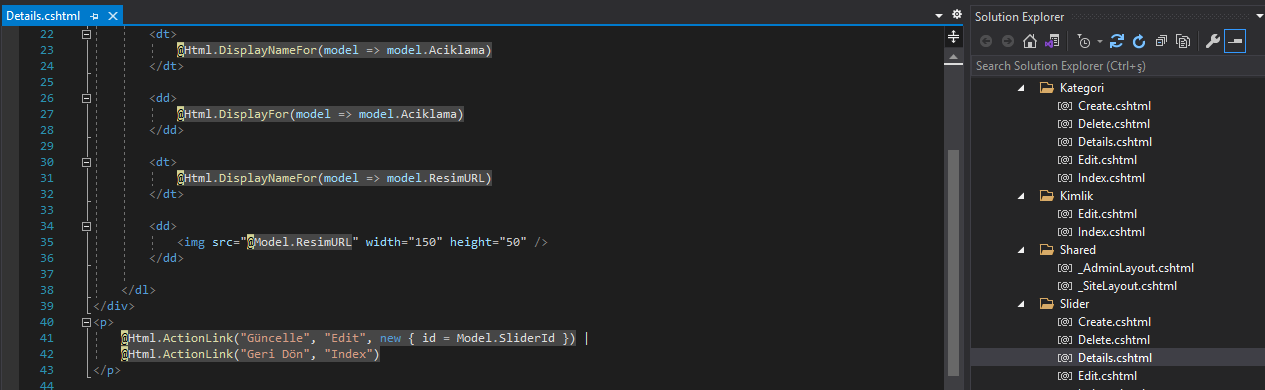 Details.cshtml
22 <dt>
23 @Html.DisplayNameFor(model => model.Aciklama)
24 </dt>
25
26 <dd>
27 @Html.DisplayFor(model => model.Aciklama)
28 </dd>
29
30 <dt>
31 @Html.DisplayNameFor(model => model.ResimURL)
32 </dt>
33
34 <dd>
35 <img src="@Model.ResimURL" width="150" height="50" />
36 </dd>
37
38 </dl>
39 </div>
40 <p>
41 @Html.ActionLink("Güncelle", "Edit", new { id = Model.SliderId }) |
42 @Html.ActionLink("Geri Dön", "Index")
43 </p>
44
Solution Explorer
Search Solution Explorer (Ctrl+ş)
Kategori
Create.cshtml
Delete.cshtml
Details.cshtml
Edit.cshtml
Index.cshtml
Kimlik
Edit.cshtml
Index.cshtml
Shared
_AdminLayout.cshtml
_SiteLayout.cshtml
Slider
Create.cshtml
Delete.cshtml
Details.cshtml
Edit.cshtml